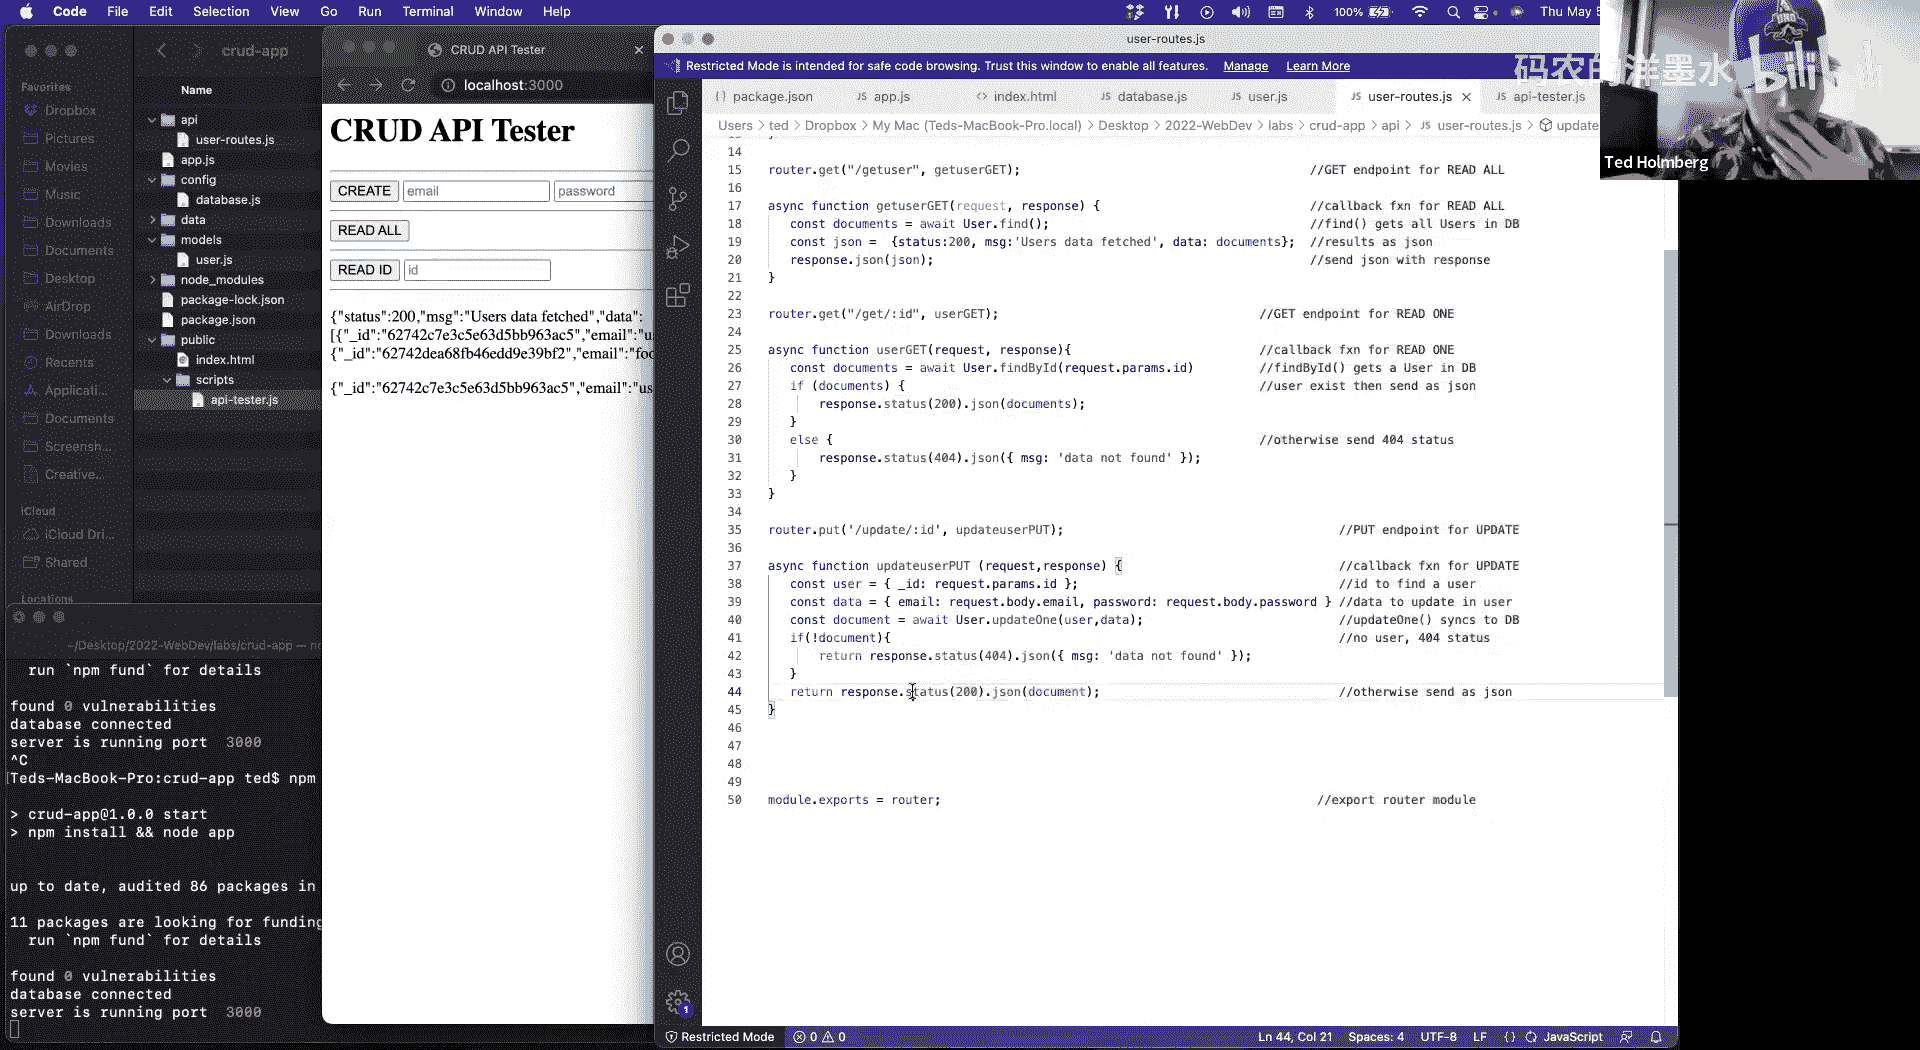 Code File Edit Selection View Go Run Terminal Window Help
100%
Thu May 5
码农的洋墨水
bilibili
Ted Holmberg
Favorites
Dropbox
Pictures
Movies
Music
Downloads
Documents
Desktop
AirDrop
Downloads
Recents
Applicati...
Documents
Screensh...
Creative...
iCloud
iCloud Dri...
Shared
Locations
crud-app
Name
api
user-routes.js
app.js
config
database.js
data
models
user.js
node_modules
package-lock.json
package.json
public
index.html
scripts
api-tester.js
CRUD API Tester
localhost:3000
CRUD API Tester
CREATE email password
READ ALL
READ ID id
{"status":200,"msg":"Users data fetched","data":
[{"_id":"62742c7e3c5e63d5bb963ac5","email":"u
{"_id":"62742dea68fb46edd9e39bf2","email":"foo
{"_id":"62742c7e3c5e63d5bb963ac5","email":"us
~/Desktop/2022-WebDev/labs/crud-app — n
run `npm fund` for details
found 0 vulnerabilities
database connected
server is running port 3000
^C
Teds-MacBook-Pro:crud-app ted$ npm
> crud-app@1.0.0 start
> npm install && node app
up to date, audited 86 packages in
11 packages are looking for funding
run `npm fund` for details
found 0 vulnerabilities
database connected
server is running port 3000
user-routes.js
Restricted Mode is intended for safe code browsing. Trust this window to enable all features. Manage Learn More
{} package.json JS app.js <> index.html JS database.js JS user.js JS user-routes.js JS api-tester.js
Users > ted > Dropbox > My Mac (Teds-MacBook-Pro.local) > Desktop > 2022-WebDev > labs > crud-app > api > JS user-routes.js > update
14
15 router.get("/getuser", getuserGET); //GET endpoint for READ ALL
16
17 async function getuserGET(request, response) { //callback fxn for READ ALL
18 const documents = await User.find(); //find() gets all Users in DB
19 const json = {status:200, msg:'Users data fetched', data: documents}; //results as json
20 response.json(json); //send json with response
21 }
22
23 router.get("/get/:id", userGET); //GET endpoint for READ ONE
24
25 async function userGET(request, response){ //callback fxn for READ ONE
26 const documents = await User.findById(request.params.id) //findById() gets a User in DB
27 if (documents) { //user exist then send as json
28 response.status(200).json(documents);
29 }
30 else { //otherwise send 404 status
31 response.status(404).json({ msg: 'data not found' });
32 }
33 }
34
35 router.put('/update/:id', updateuserPUT); //PUT endpoint for UPDATE
36
37 async function updateuserPUT (request,response) { //callback fxn for UPDATE
38 const user = { _id: request.params.id }; //id to find a user
39 const data = { email: request.body.email, password: request.body.password } //data to update in user
40 const document = await User.updateOne(user,data); //updateOne() syncs to DB
41 if(!document){ //no user, 404 status
42 return response.status(404).json({ msg: 'data not found' });
43 }
44 return response.status(200).json(document); //otherwise send as json
45 }
46
47
48
49
50 module.exports = router; //export router module
1
Restricted Mode 0 0 Ln 44, Col 21 Spaces: 4 UTF-8 LF {} JavaScript